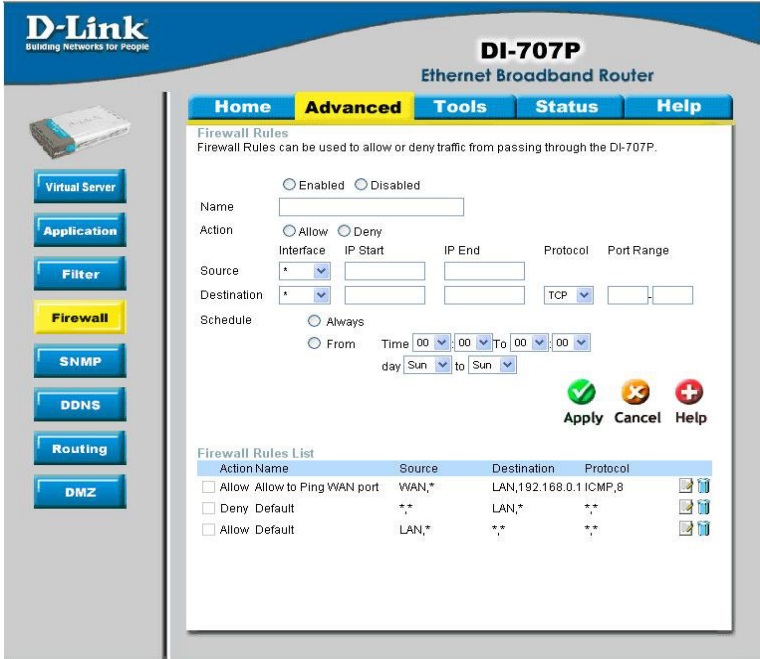 D-Link
Building Networks for People
DI-707P
Ethernet Broadband Router
Home Advanced Tools Status Help
Virtual Server
Application
Filter
Firewall
SNMP
DDNS
Routing
DMZ
Firewall Rules
Firewall Rules can be used to allow or deny traffic from passing through the DI-707P.
Enabled Disabled
Name
Action Allow Deny
Interface IP Start IP End Protocol Port Range
Source *
Destination * TCP -
Schedule Always
From Time 00 : 00 To 00 : 00
day Sun to Sun
Apply Cancel Help
Firewall Rules List
Action Name Source Destination Protocol
Allow Allow to Ping WAN port WAN,* LAN,192.168.0.1 ICMP,8
Deny Default *,* LAN,* *,*
Allow Default LAN,* *,* *,*